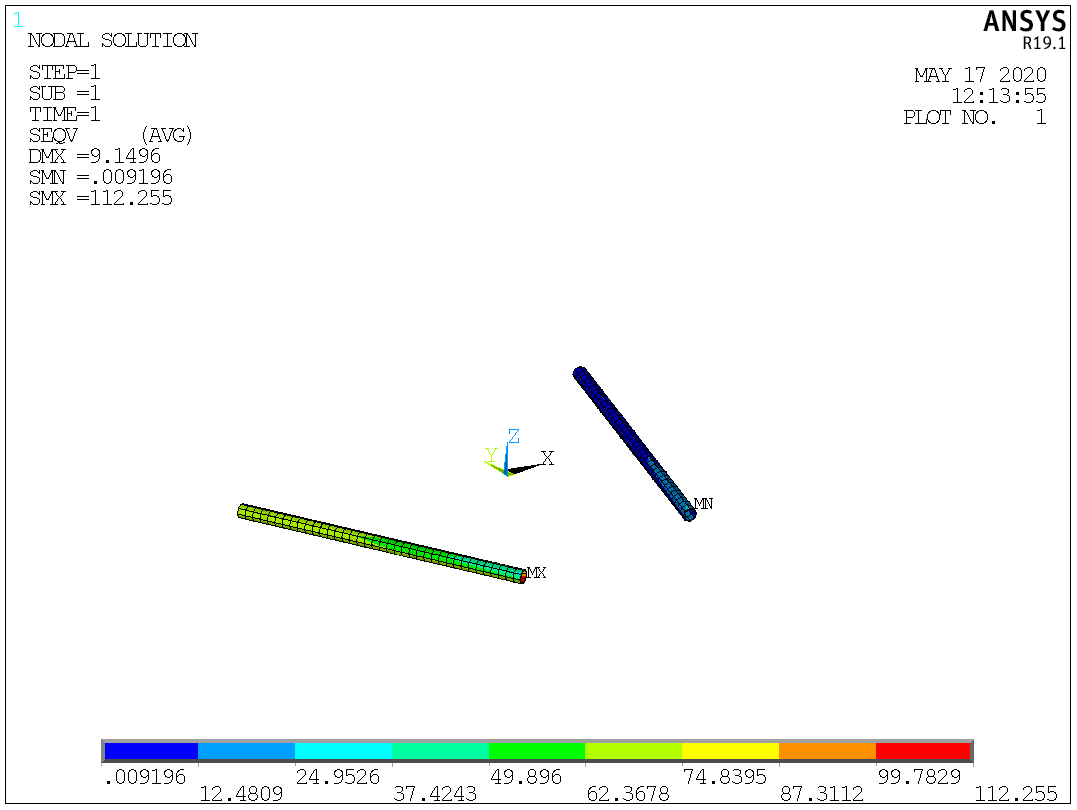 1
ANSYS
R19.1
NODAL SOLUTION
STEP=1
SUB =1
TIME=1
SEQV (AVG)
DMX =9.1496
SMN =.009196
SMX =112.255
MAY 17 2020
12:13:55
PLOT NO. 1
Z
Y
X
MN
MX
.009196
12.4809
24.9526
37.4243
49.896
62.3678
74.8395
87.3112
99.7829
112.255